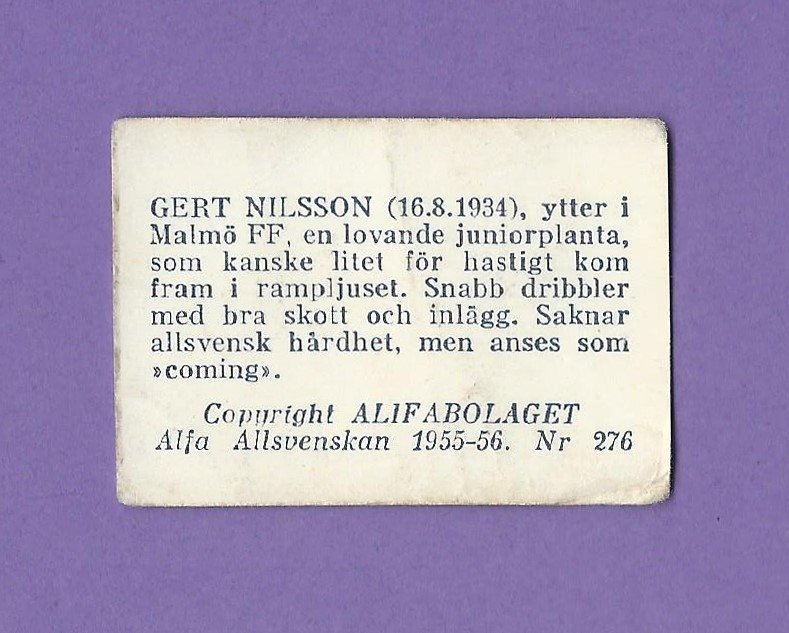 GERT NILSSON (16.8.1934), ytter i
Malmö FF, en lovande juniorplanta,
som kanske litet för hastigt kom
fram i rampljuset. Snabb dribbler
med bra skott och inlägg. Saknar
allsvensk hårdhet, men anses som
»coming».
Copyright ALIFABOLAGET
Alfa Allsvenskan 1955-56. Nr 276